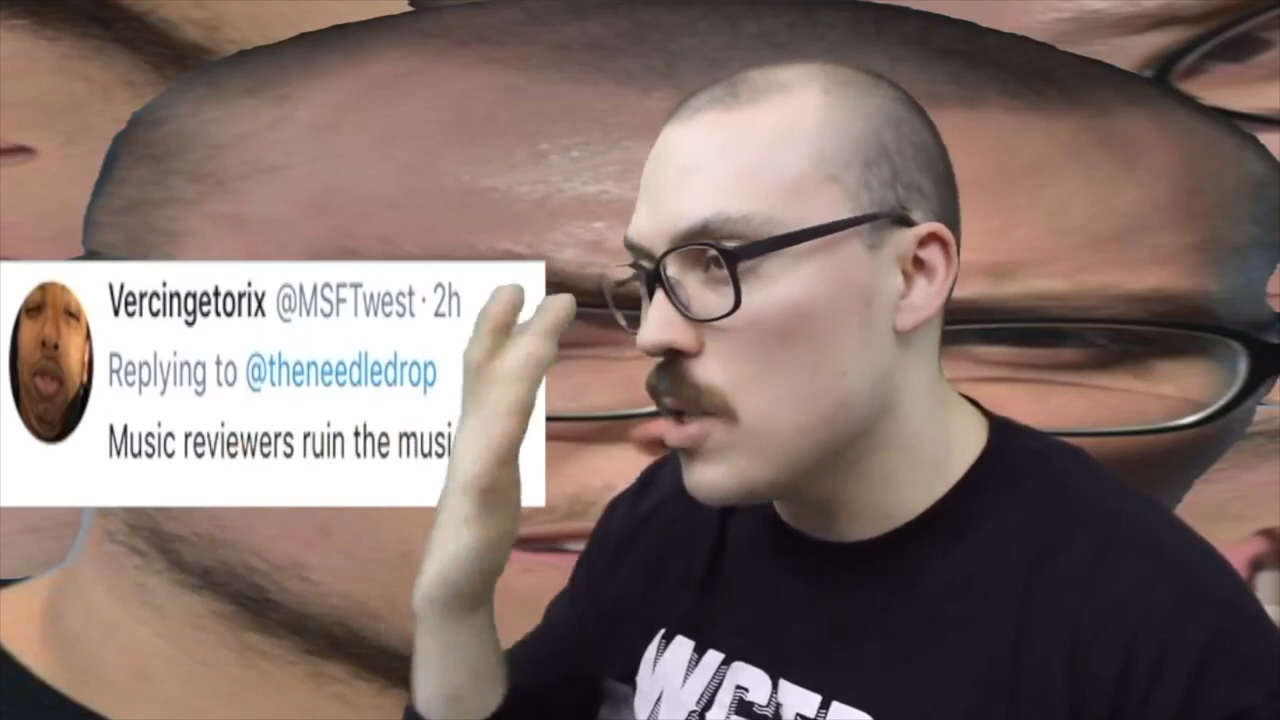 Vercingetorix @MSFTwest · 2h
Replying to @theneedledrop
Music reviewers ruin the musi